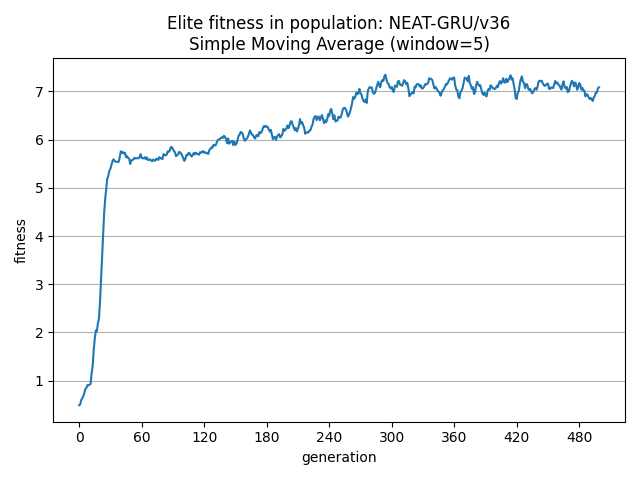 Elite fitness in population: NEAT-GRU/v36
Simple Moving Average (window=5)
fitness
7
6
5
4
3
2
1
0 60 120 180 240 300 360 420 480
generation